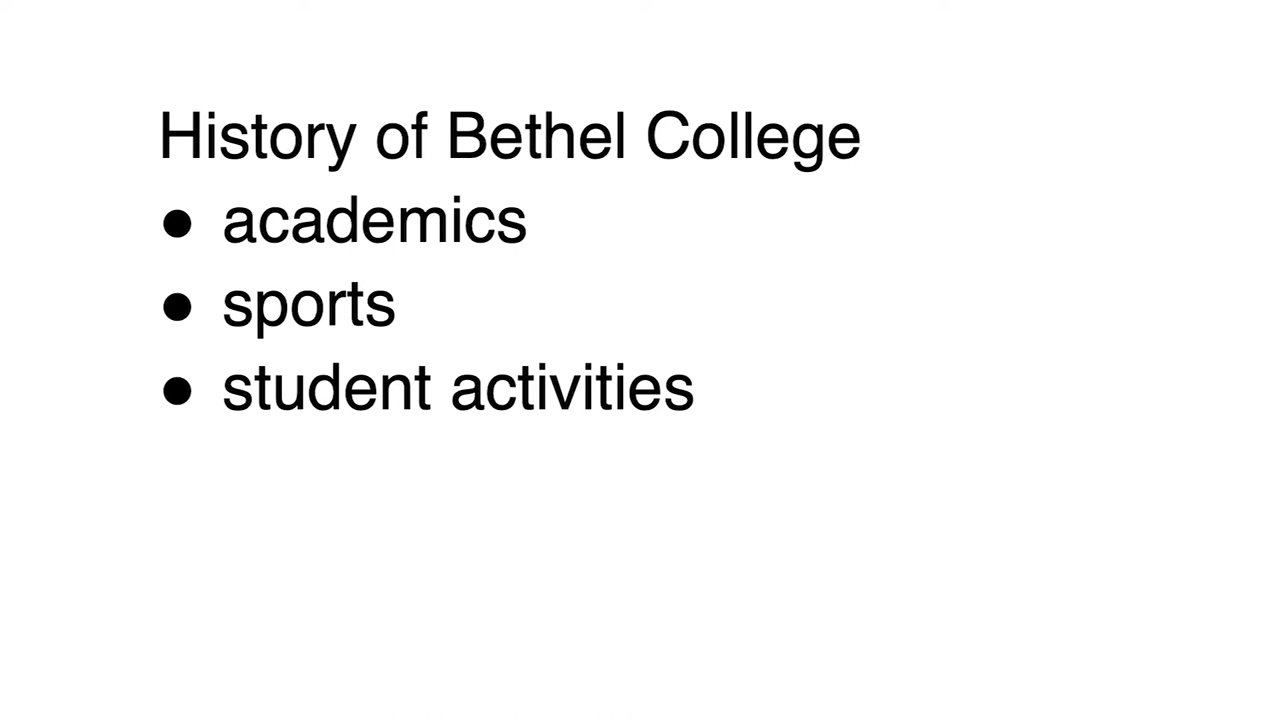 History of Bethel College
● academics
● sports
● student activities